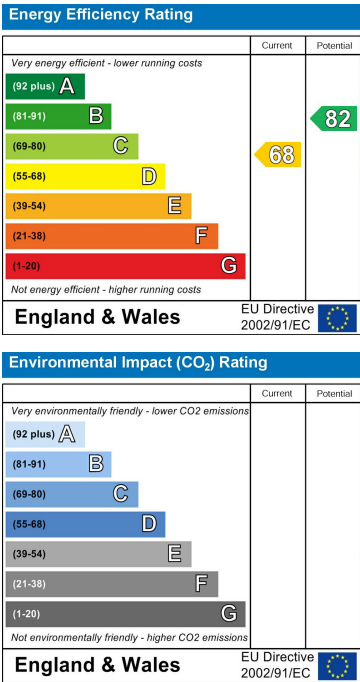 Energy Efficiency Rating
Current Potential
Very energy efficient - lower running costs
(92 plus) A
(81-91) B
82
(69-80) C
68
(55-68) D
(39-54) E
(21-38) F
(1-20) G
Not energy efficient - higher running costs
England & Wales
EU Directive
2002/91/EC
Environmental Impact (CO₂) Rating
Current Potential
Very environmentally friendly - lower CO2 emissions
(92 plus) A
(81-91) B
(69-80) C
(55-68) D
(39-54) E
(21-38) F
(1-20) G
Not environmentally friendly - higher CO2 emissions
England & Wales
EU Directive
2002/91/EC